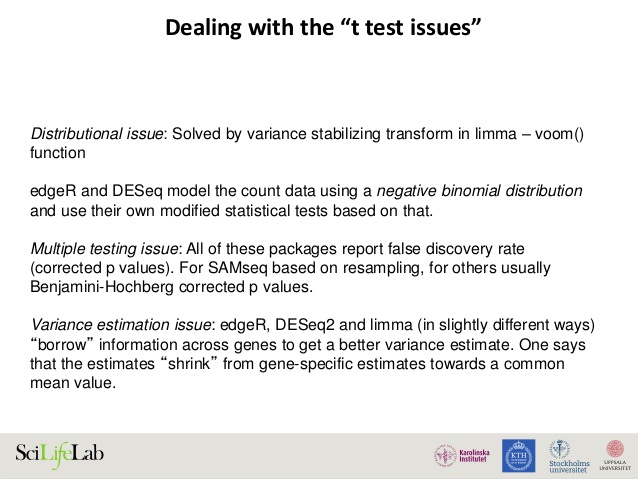 Dealing with the “t test issues”
Distributional issue: Solved by variance stabilizing transform in limma – voom()
function
edgeR and DESeq model the count data using a negative binomial distribution
and use their own modified statistical tests based on that.
Multiple testing issue: All of these packages report false discovery rate
(corrected p values). For SAMseq based on resampling, for others usually
Benjamini-Hochberg corrected p values.
Variance estimation issue: edgeR, DESeq2 and limma (in slightly different ways)
“borrow” information across genes to get a better variance estimate. One says
that the estimates “shrink” from gene-specific estimates towards a common
mean value.
SciLifeLab
Karolinska
Institutet
KTH
Stockholms
universitet
UPPSALA
UNIVERSITET